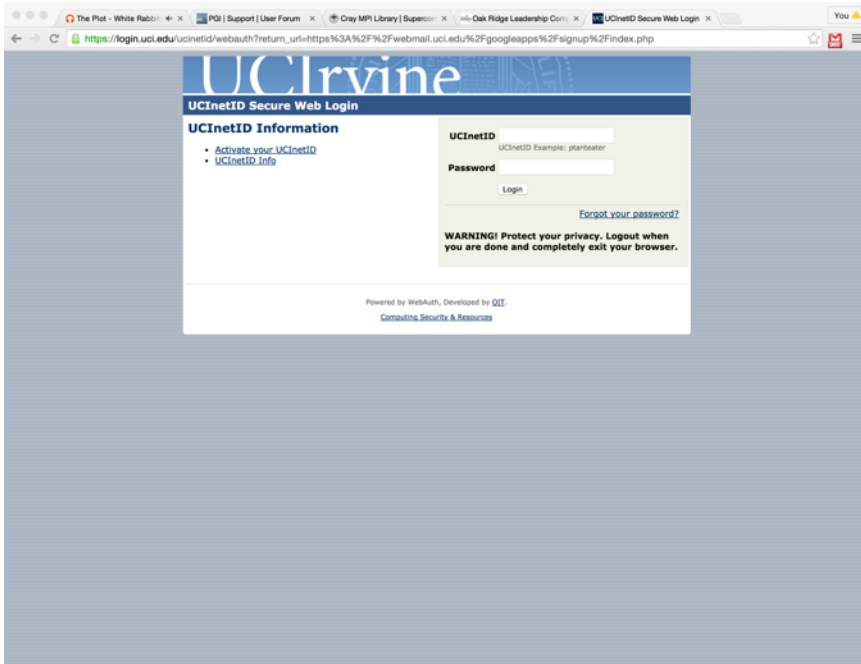 The Plot - White Rabbit
PGI | Support | User Forum
Cray MPI Library | Supercom
Oak Ridge Leadership Comp
UCInetID Secure Web Login
You
https://login.uci.edu/ucinetid/webauth?return_url=https%3A%2F%2Fwebmail.uci.edu%2Fgoogleapps%2Fsignup%2Findex.php
UCIrvine
UCInetID Secure Web Login
UCInetID Information
Activate your UCInetID
UCInetID Info
UCInetID
UCInetID Example: ptanteater
Password
Login
Forgot your password?
WARNING! Protect your privacy. Logout when
you are done and completely exit your browser.
Powered by WebAuth, Developed by OIT.
Computing Security & Resources